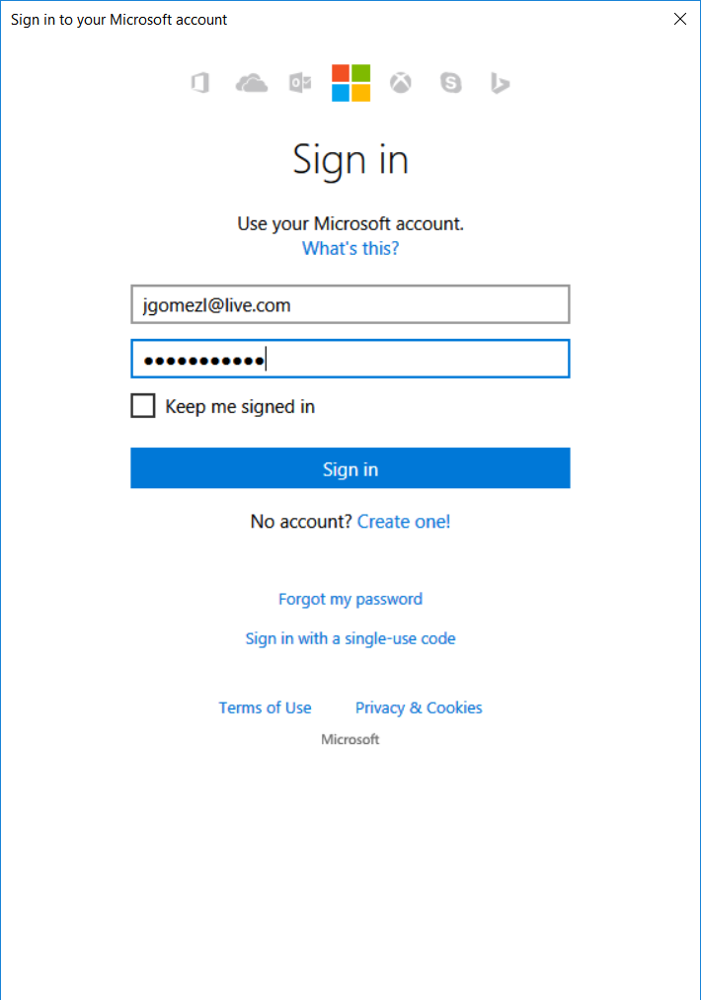 Sign in to your Microsoft account
Sign in
Use your Microsoft account.
What's this?
jgomezl@live.com
●●●●●●●●●●●
Keep me signed in
Sign in
No account? Create one!
Forgot my password
Sign in with a single-use code
Terms of Use Privacy & Cookies
Microsoft